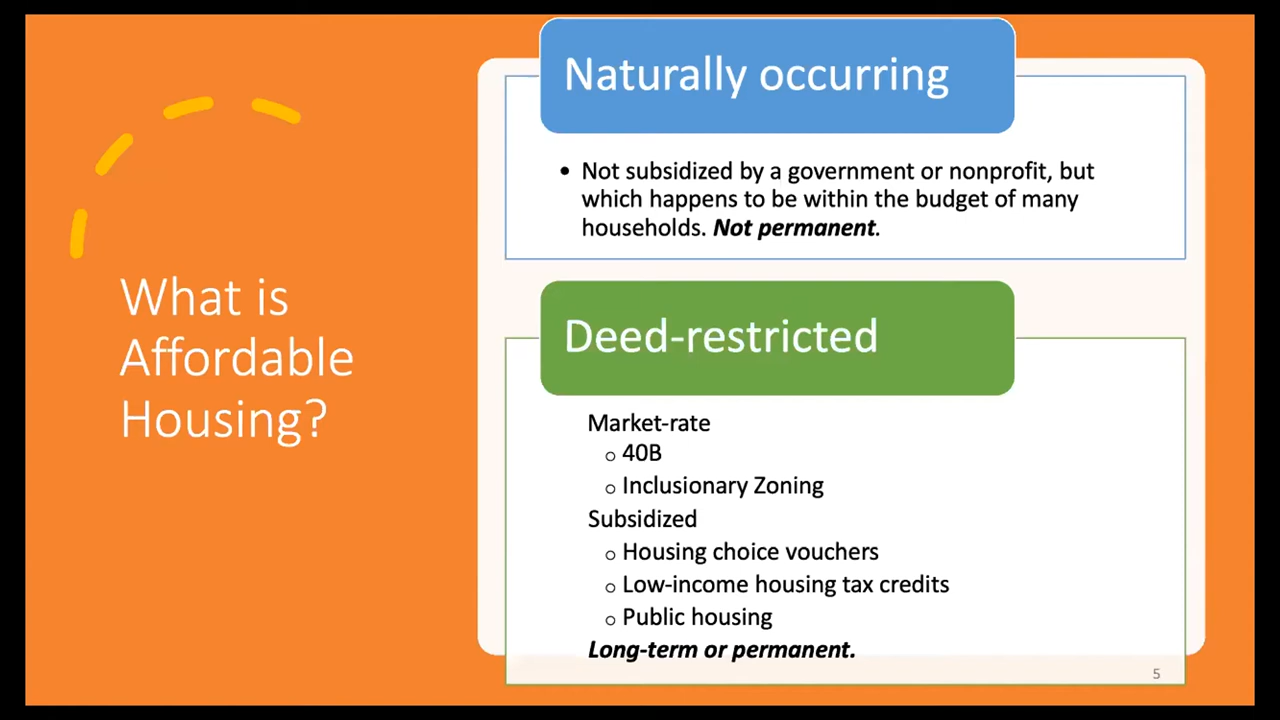 What is
Affordable
Housing?
Naturally occurring
• Not subsidized by a government or nonprofit, but
which happens to be within the budget of many
households. Not permanent.
Deed-restricted
Market-rate
o 40B
o Inclusionary Zoning
Subsidized
o Housing choice vouchers
o Low-income housing tax credits
o Public housing
Long-term or permanent.
5